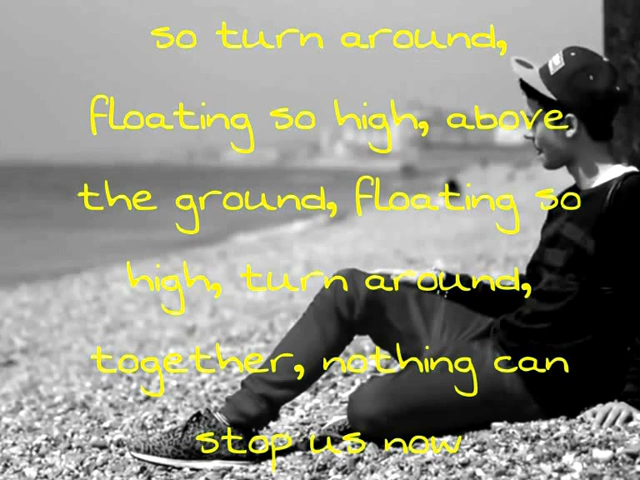 so turn around,
floating so high, above
the ground, floating so
high, turn around,
together, nothing can
stop us now